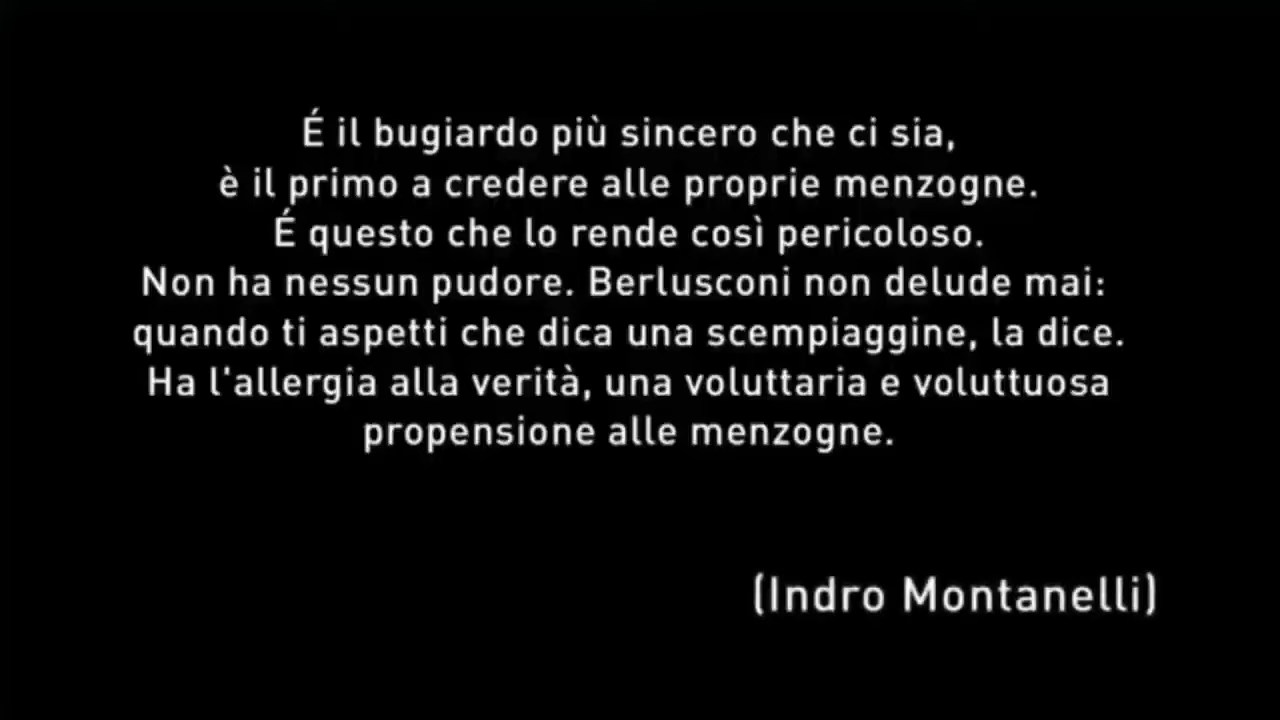 É il bugiardo più sincero che ci sia,
è il primo a credere alle proprie menzogne.
É questo che lo rende così pericoloso.
Non ha nessun pudore. Berlusconi non delude mai:
quando ti aspetti che dica una scempiaggine, la dice.
Ha l'allergia alla verità, una voluttaria e voluttuosa
propensione alle menzogne.
(Indro Montanelli)